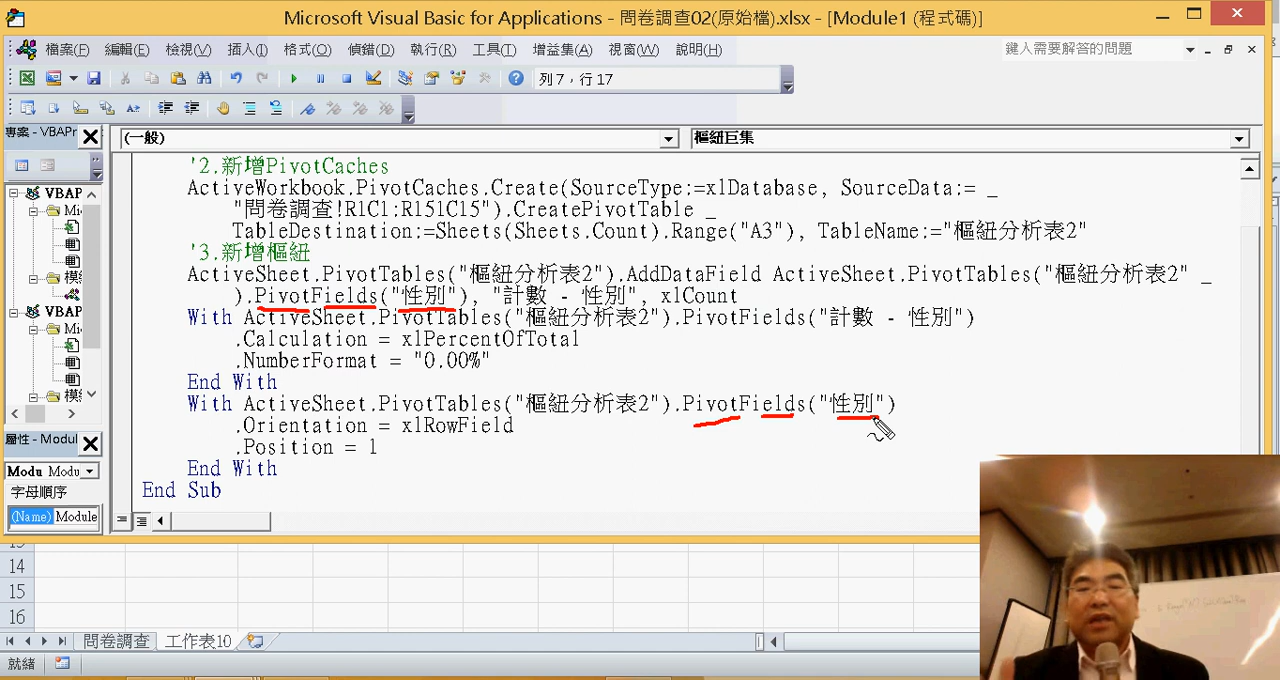 Microsoft Visual Basic for Applications - 問卷調查02(原始檔).xlsx - [Module1 (程式碼)]
檔案(F) 編輯(E) 檢視(V) 插入(I) 格式(O) 偵錯(D) 執行(R) 工具(T) 增益集(A) 視窗(W) 說明(H) 鍵入需要解答的問題
列 7，行 17
專案 - VBAPr
(一般) 樞紐巨集
VBAP
Mi
模
VBAP
Mi
模
屬性 - Modul
Modu Modu
字母順序
(Name) Module
'2.新增PivotCaches
ActiveWorkbook.PivotCaches.Create(SourceType:=xlDatabase, SourceData:= _
"問卷調查!R1C1:R151C15").CreatePivotTable _
TableDestination:=Sheets(Sheets.Count).Range("A3"), TableName:="樞紐分析表2"
'3.新增樞紐
ActiveSheet.PivotTables("樞紐分析表2").AddDataField ActiveSheet.PivotTables("樞紐分析表2" _
).PivotFields("性別"), "計數 - 性別", xlCount
With ActiveSheet.PivotTables("樞紐分析表2").PivotFields("計數 - 性別")
.Calculation = xlPercentOfTotal
.NumberFormat = "0.00%"
End With
With ActiveSheet.PivotTables("樞紐分析表2").PivotFields("性別")
.Orientation = xlRowField
.Position = 1
End With
End Sub
14
15
16
問卷調查 工作表10
就緒